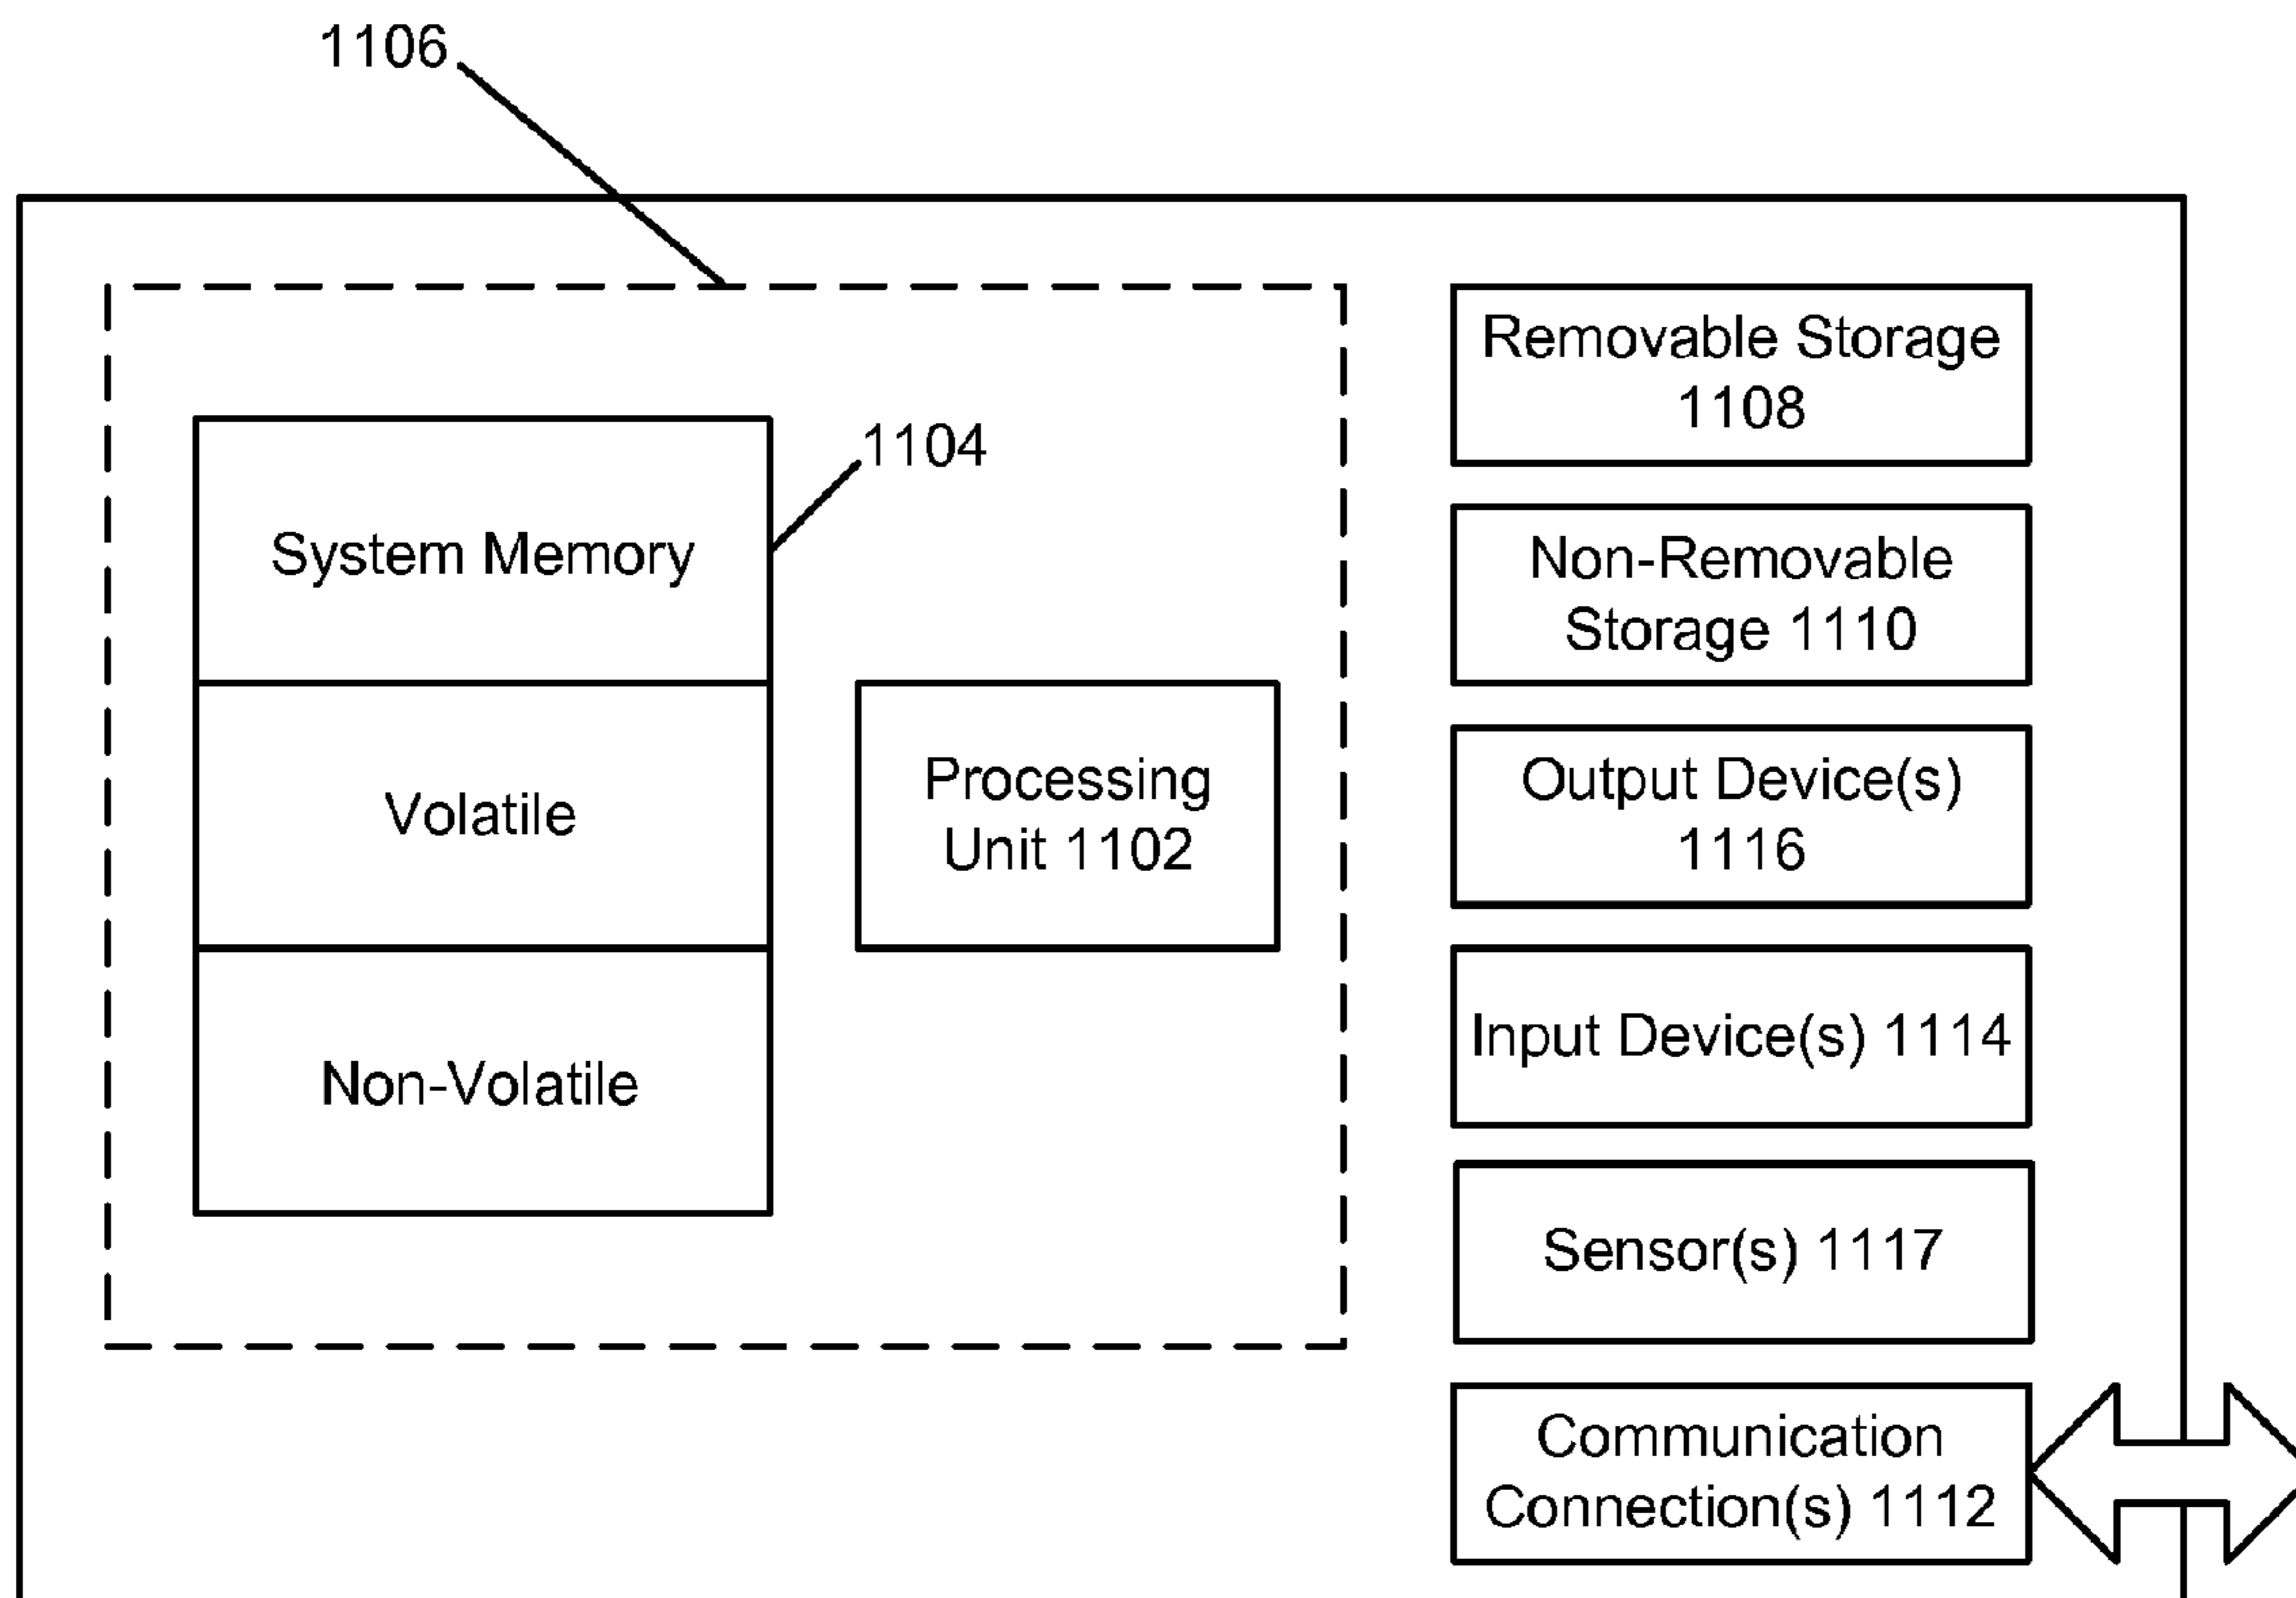 1106
1104
System Memory
Volatile
Non-Volatile
Processing
Unit 1102
Removable Storage
1108
Non-Removable
Storage 1110
Output Device(s)
1116
Input Device(s) 1114
Sensor(s) 1117
Communication
Connection(s) 1112